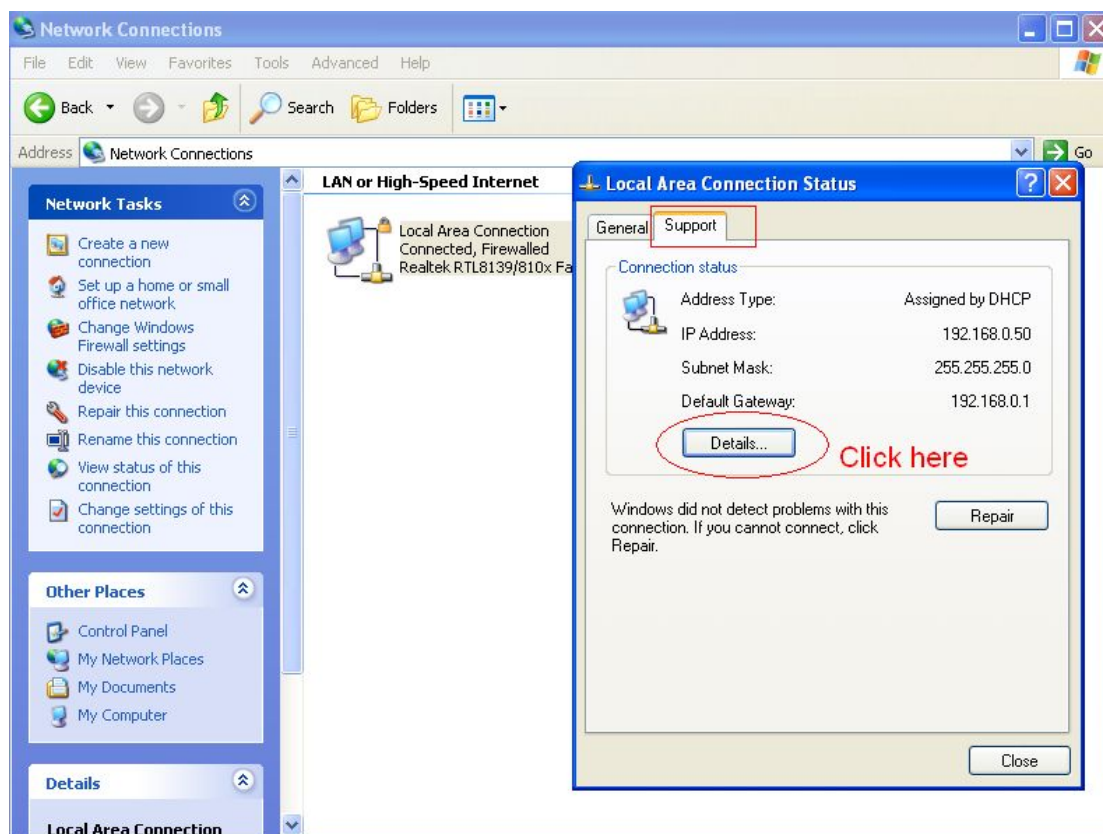 Network Connections
File Edit View Favorites Tools Advanced Help
Back Search Folders
Address Network Connections Go
Network Tasks
Create a new
connection
Set up a home or small
office network
Change Windows
Firewall settings
Disable this network
device
Repair this connection
Rename this connection
View status of this
connection
Change settings of this
connection
Other Places
Control Panel
My Network Places
My Documents
My Computer
Details
Local Area Connection
LAN or High-Speed Internet
Local Area Connection
Connected, Firewalled
Realtek RTL8139/810x Fa
Local Area Connection Status
General Support
Connection status
Address Type: Assigned by DHCP
IP Address: 192.168.0.50
Subnet Mask: 255.255.255.0
Default Gateway: 192.168.0.1
Details...
Click here
Windows did not detect problems with this
connection. If you cannot connect, click
Repair.
Repair
Close